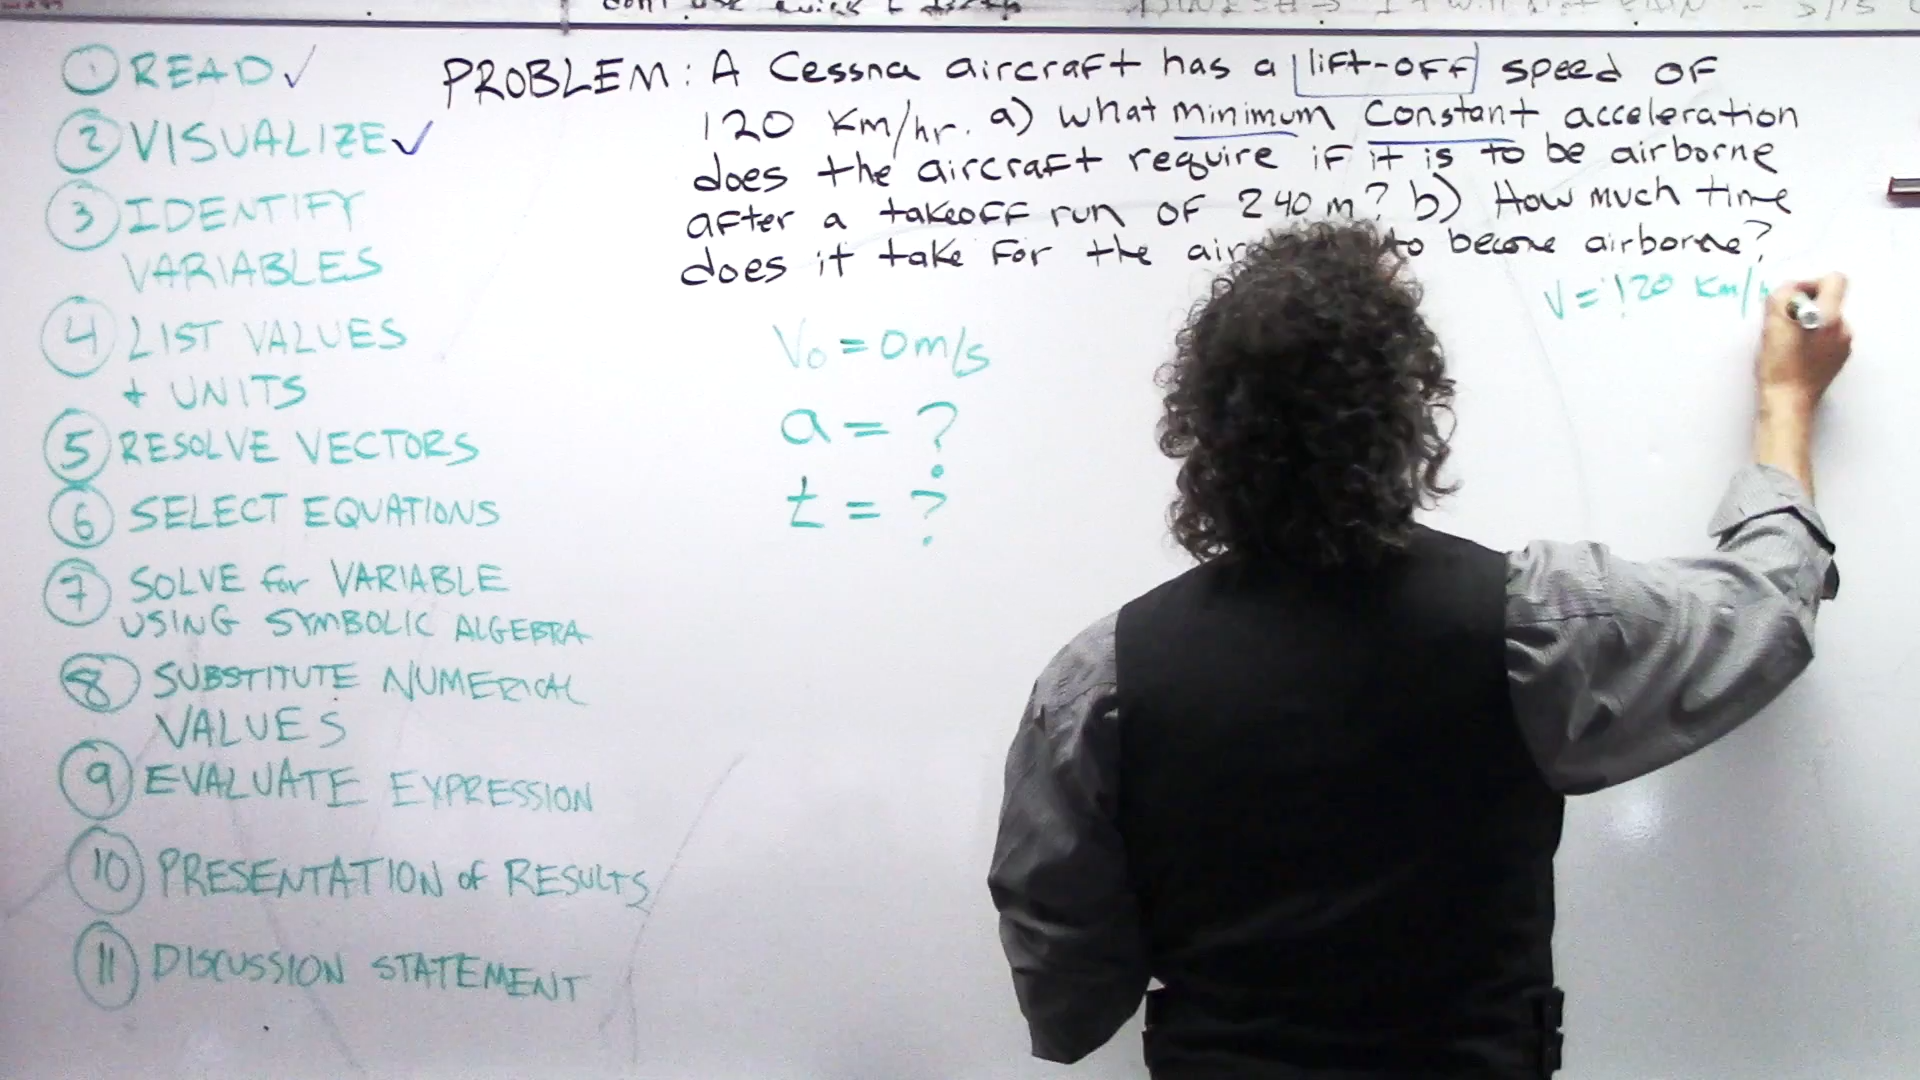 ① READ ✓
② VISUALIZE ✓
③ IDENTIFY
VARIABLES
④ LIST VALUES
+ UNITS
⑤ RESOLVE VECTORS
⑥ SELECT EQUATIONS
⑦ SOLVE for VARIABLE
USING SYMBOLIC ALGEBRA
⑧ SUBSTITUTE NUMERICAL
VALUES
⑨ EVALUATE EXPRESSION
⑩ PRESENTATION of RESULTS
⑪ DISCUSSION STATEMENT
PROBLEM: A Cessna aircraft has a lift-off speed of
120 Km/hr. a) what minimum constant acceleration
does the aircraft require if it is to be airborne
after a takeoff run of 240 m? b) How much time
does it take for the to become airborne?
V = 120 Km/
V₀ = 0 m/s
a = ?
t = ?